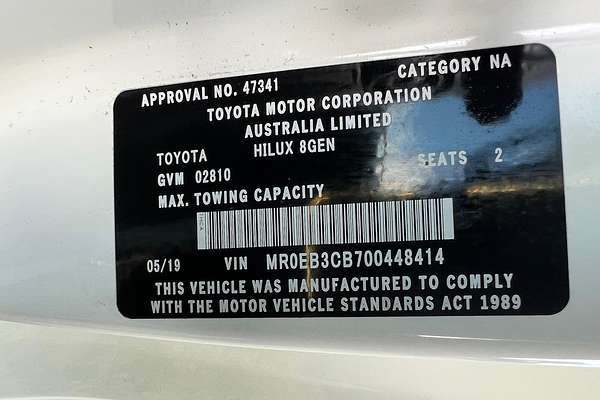 APPROVAL NO. 47341 CATEGORY NA
TOYOTA MOTOR CORPORATION
AUSTRALIA LIMITED
TOYOTA HILUX 8GEN
GVM 02810 SEATS 2
MAX. TOWING CAPACITY
05/19 VIN MR0EB3CB700448414
THIS VEHICLE WAS MANUFACTURED TO COMPLY
WITH THE MOTOR VEHICLE STANDARDS ACT 1989